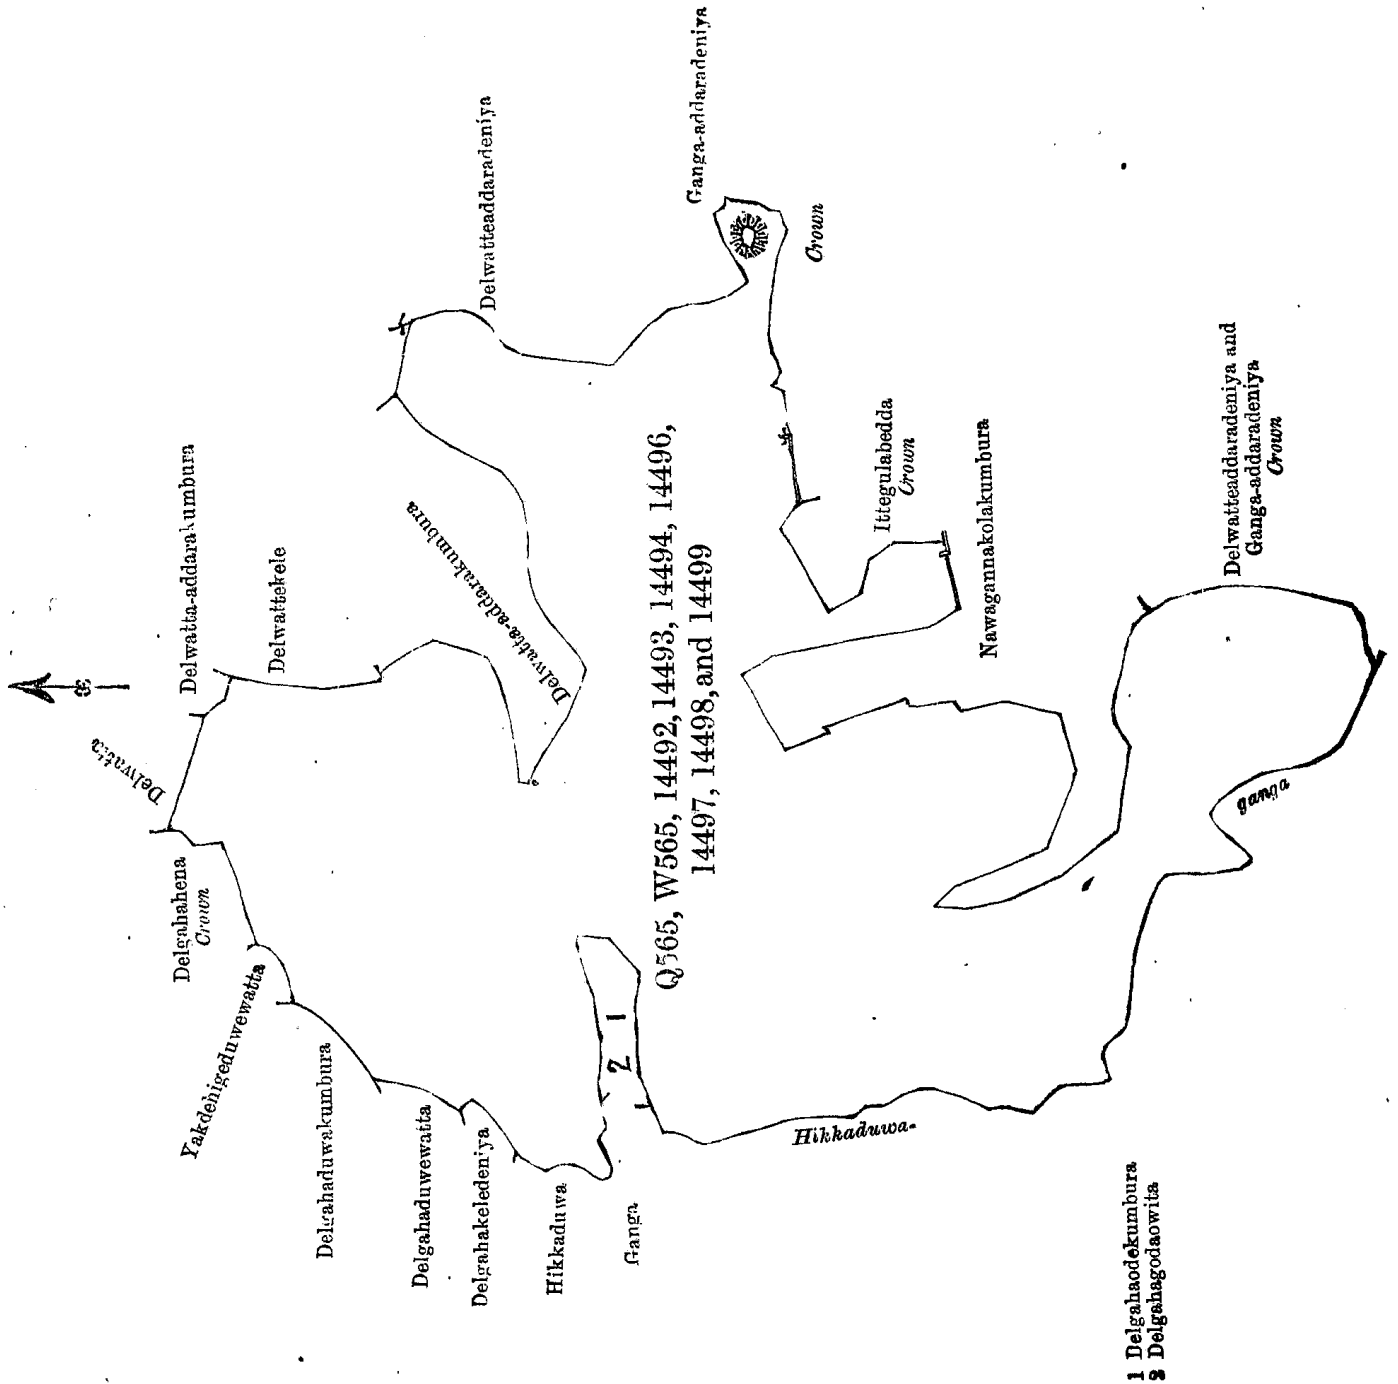 Delwatta
Delwatta-addarakumbura
Delwattekele
Delgahahena
Crown
Yakdehigeduwewatta
Delgahaduwakumbura
Delgahaduwewatta
Delgahakeledeniya
Hikkaduwa
Ganga
Delwatta-addarakumbura
Delwatteaddaradeniya
Ganga-addaradeniya
Crown
Q565, W565, 14492, 14493, 14494, 14496,
14497, 14498, and 14499
2 1
Ittegulabedda
Crown
Nawagannakolakumbura
Delwatteaddaradeniya and
Ganga-addaradeniya
Crown
Hikkaduwa-
ganga
1 Delgahaodekumbura
2 Delgahagodaowita